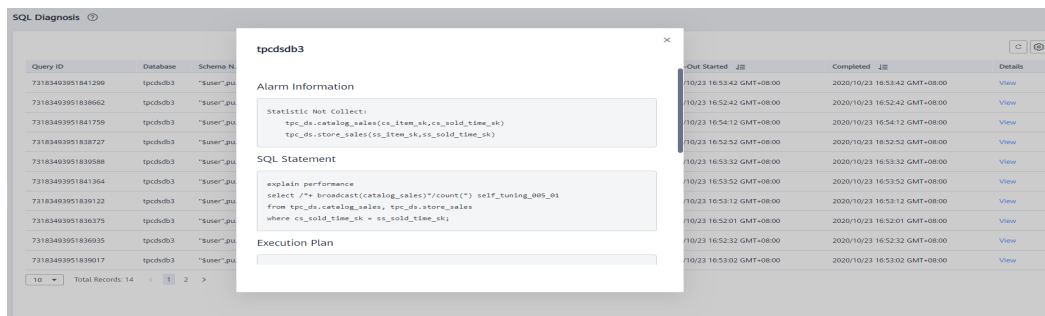 SQL Diagnosis
tpcdsdb3
Alarm Information
Statistic Not Collect:
tpc_ds.catalog_sales(cs_item_sk,cs_sold_time_sk)
tpc_ds.store_sales(ss_item_sk,ss_sold_time_sk)
SQL Statement
explain performance
select /*+ broadcast(catalog_sales)*/count(*) self_tuning_005_01
from tpc_ds.catalog_sales, tpc_ds.store_sales
where cs_sold_time_sk = ss_sold_time_sk;
Execution Plan
Query ID Database Schema N. -Out Started Completed Details
73183493951841299 tpcdsdb3 "$user",pu. /10/23 16:53:42 GMT+08:00 2020/10/23 16:53:42 GMT+08:00 View
73183493951838662 tpcdsdb3 "$user",pu. /10/23 16:52:42 GMT+08:00 2020/10/23 16:52:42 GMT+08:00 View
73183493951841759 tpcdsdb3 "$user",pu. /10/23 16:54:12 GMT+08:00 2020/10/23 16:54:12 GMT+08:00 View
73183493951838727 tpcdsdb3 "$user",pu. /10/23 16:52:52 GMT+08:00 2020/10/23 16:52:52 GMT+08:00 View
73183493951839588 tpcdsdb3 "$user",pu. /10/23 16:53:32 GMT+08:00 2020/10/23 16:53:32 GMT+08:00 View
73183493951841364 tpcdsdb3 "$user",pu. /10/23 16:53:52 GMT+08:00 2020/10/23 16:53:52 GMT+08:00 View
73183493951839122 tpcdsdb3 "$user",pu. /10/23 16:53:12 GMT+08:00 2020/10/23 16:53:12 GMT+08:00 View
73183493951836375 tpcdsdb3 "$user",pu. /10/23 16:52:01 GMT+08:00 2020/10/23 16:52:01 GMT+08:00 View
73183493951836935 tpcdsdb3 "$user",pu. /10/23 16:52:32 GMT+08:00 2020/10/23 16:52:32 GMT+08:00 View
73183493951839017 tpcdsdb3 "$user",pu. /10/23 16:53:02 GMT+08:00 2020/10/23 16:53:02 GMT+08:00 View
10 Total Records: 14 < 1 2 >